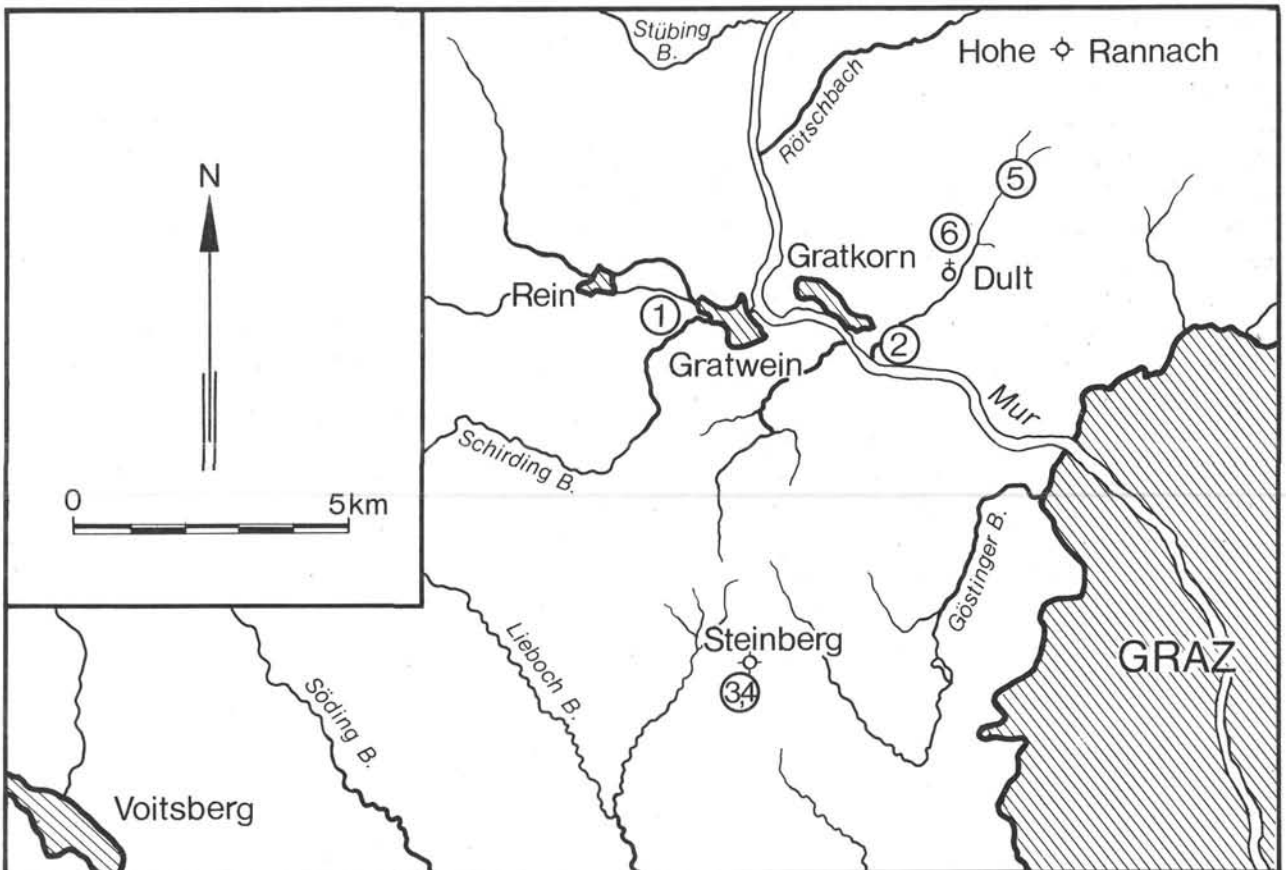 Stübing
B.
Hohe Rannach
Rötschbach
N
5
6
Gratkorn
Dult
Rein
1
Gratwein
2
Mur
Schirding B.
0 5km
Göstinger B.
Lieboch B.
Steinberg
3,4
GRAZ
Söding B.
Voitsberg